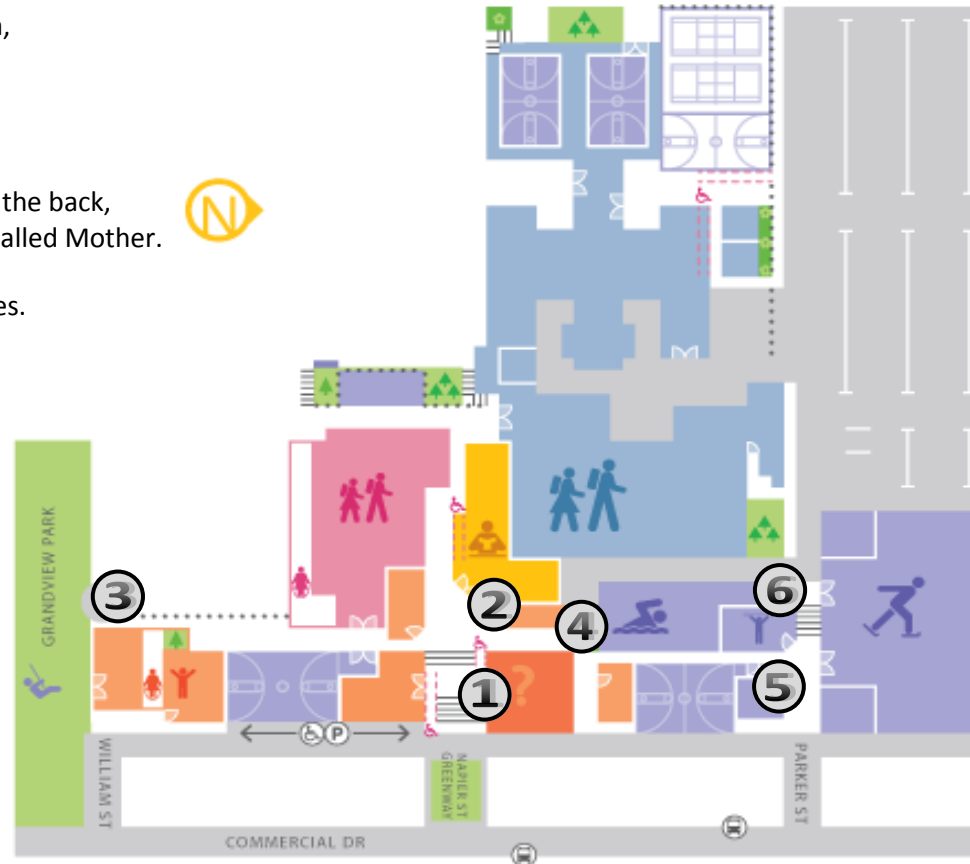 ,
the back,
alled Mother.
es.
N
GRANDVIEW PARK
3
2
4
6
1
?
5
P
WILLIAM ST
NAPIER ST
GREENWAY
PARKER ST
COMMERCIAL DR